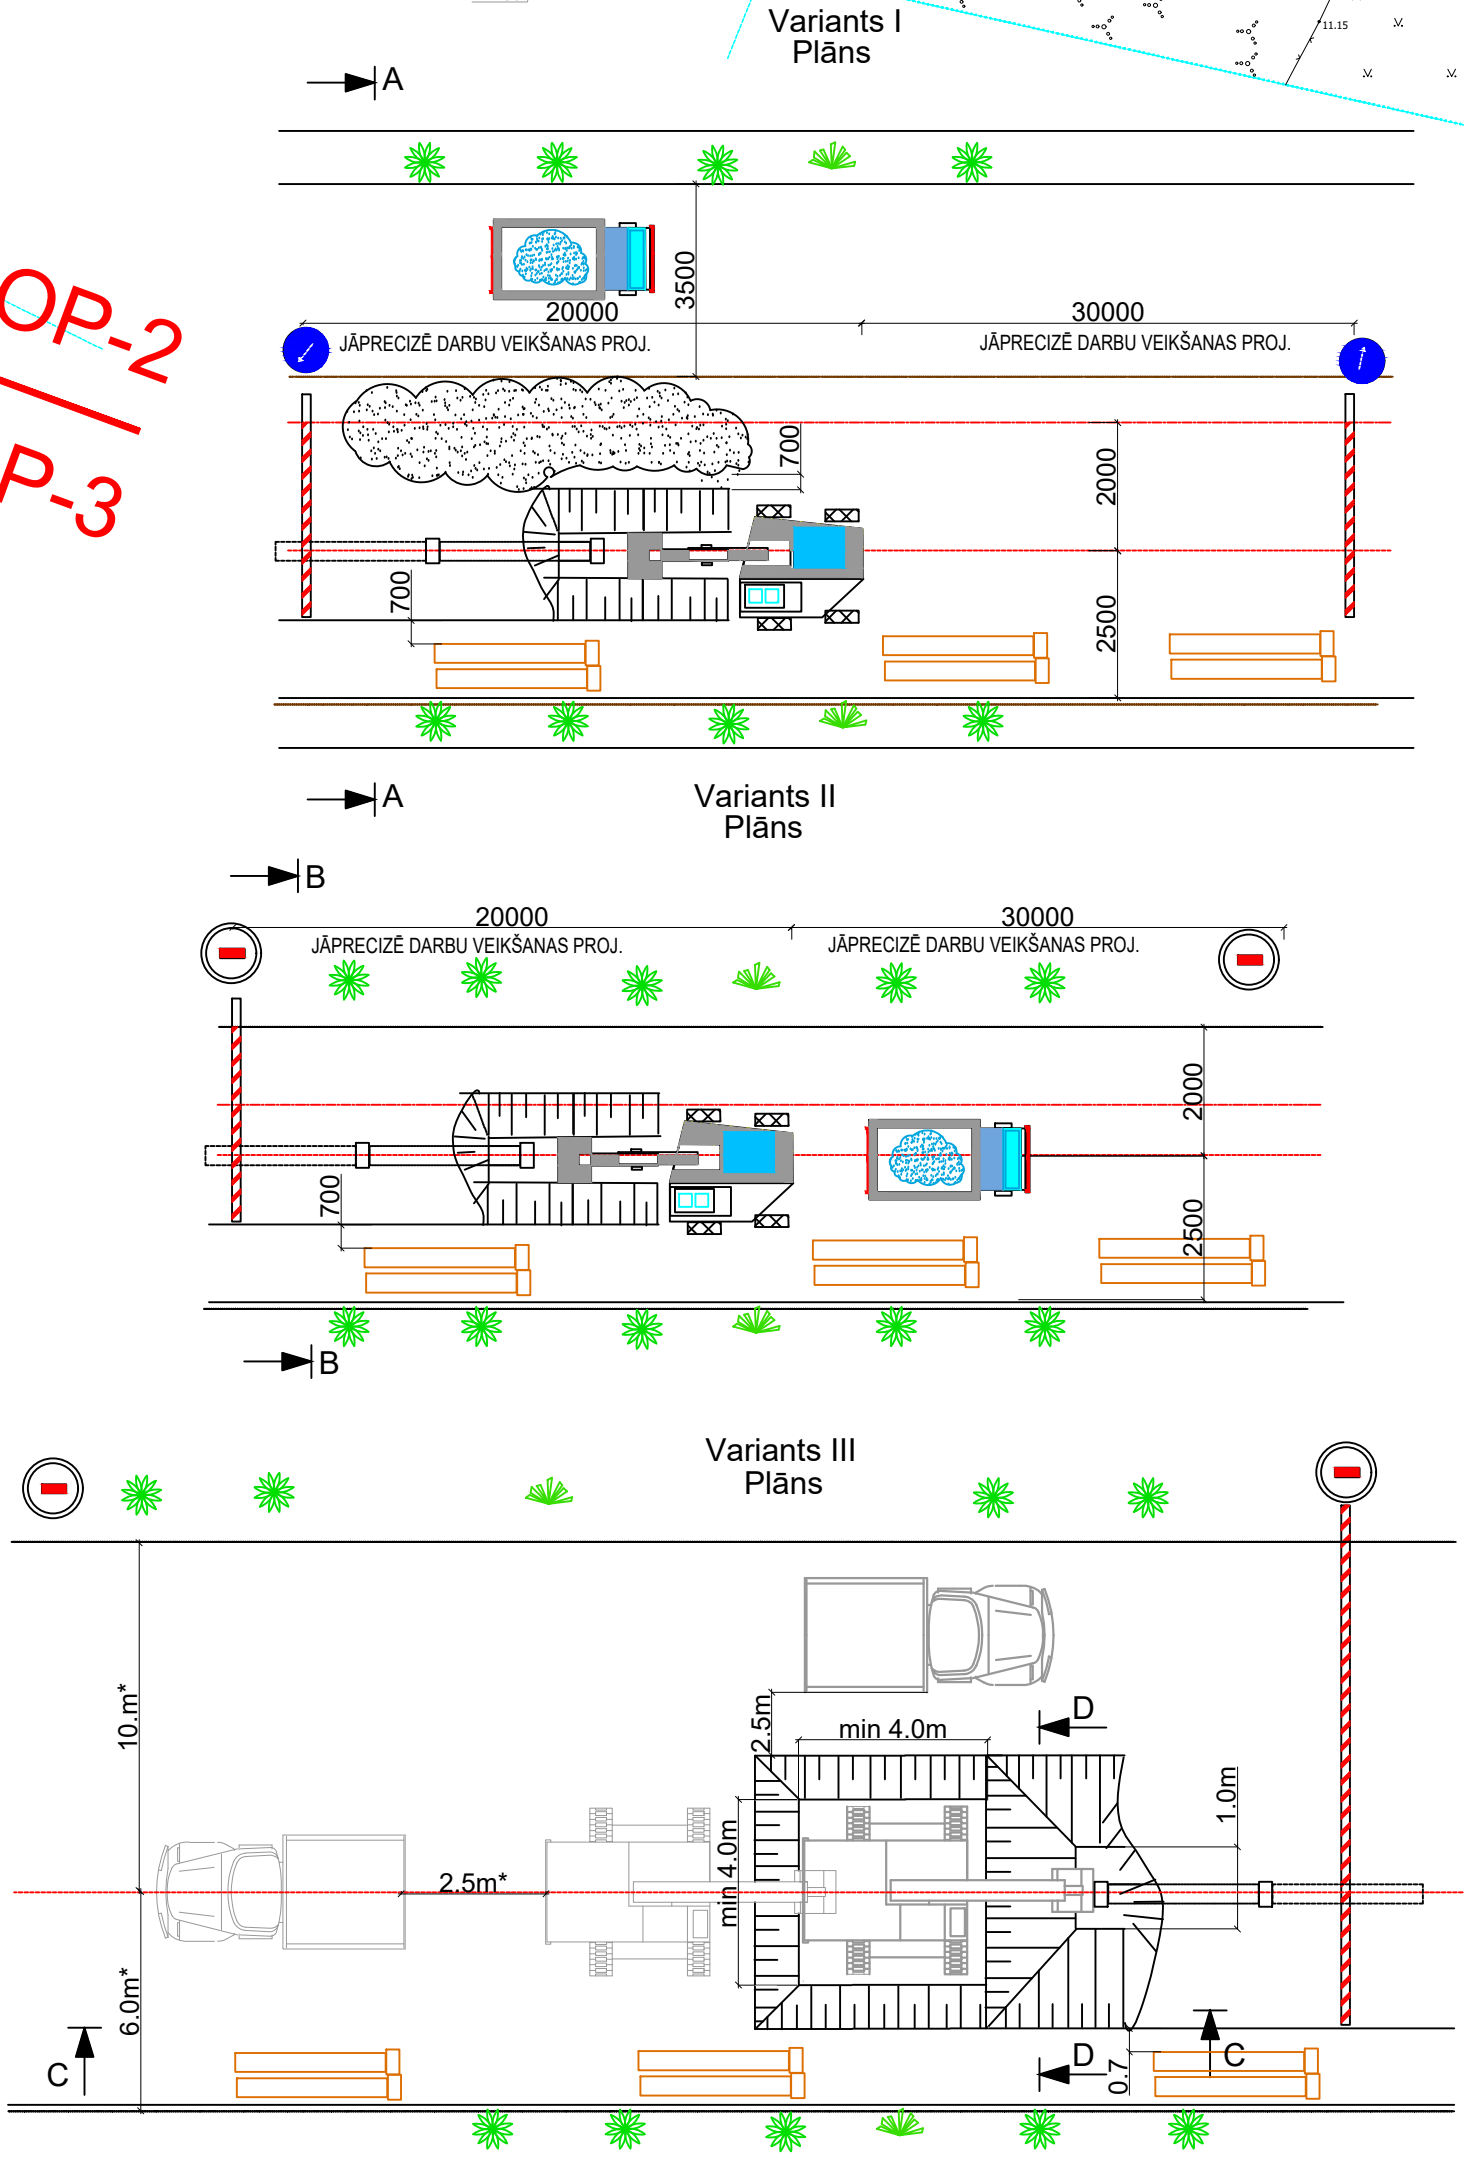 Variants I
Plāns
11.15
A
3500
20000
30000
JĀPRECIZĒ DARBU VEIKŠANAS PROJ.
JĀPRECIZĒ DARBU VEIKŠANAS PROJ.
OP-2
P-3
700
2000
700
2500
A
Variants II
Plāns
B
20000
30000
JĀPRECIZĒ DARBU VEIKŠANAS PROJ.
JĀPRECIZĒ DARBU VEIKŠANAS PROJ.
2000
700
2500
B
Variants III
Plāns
10.m*
2.5m
min 4.0m
D
1.0m
min 4.0m
2.5m*
6.0m*
C
D
0.7
C